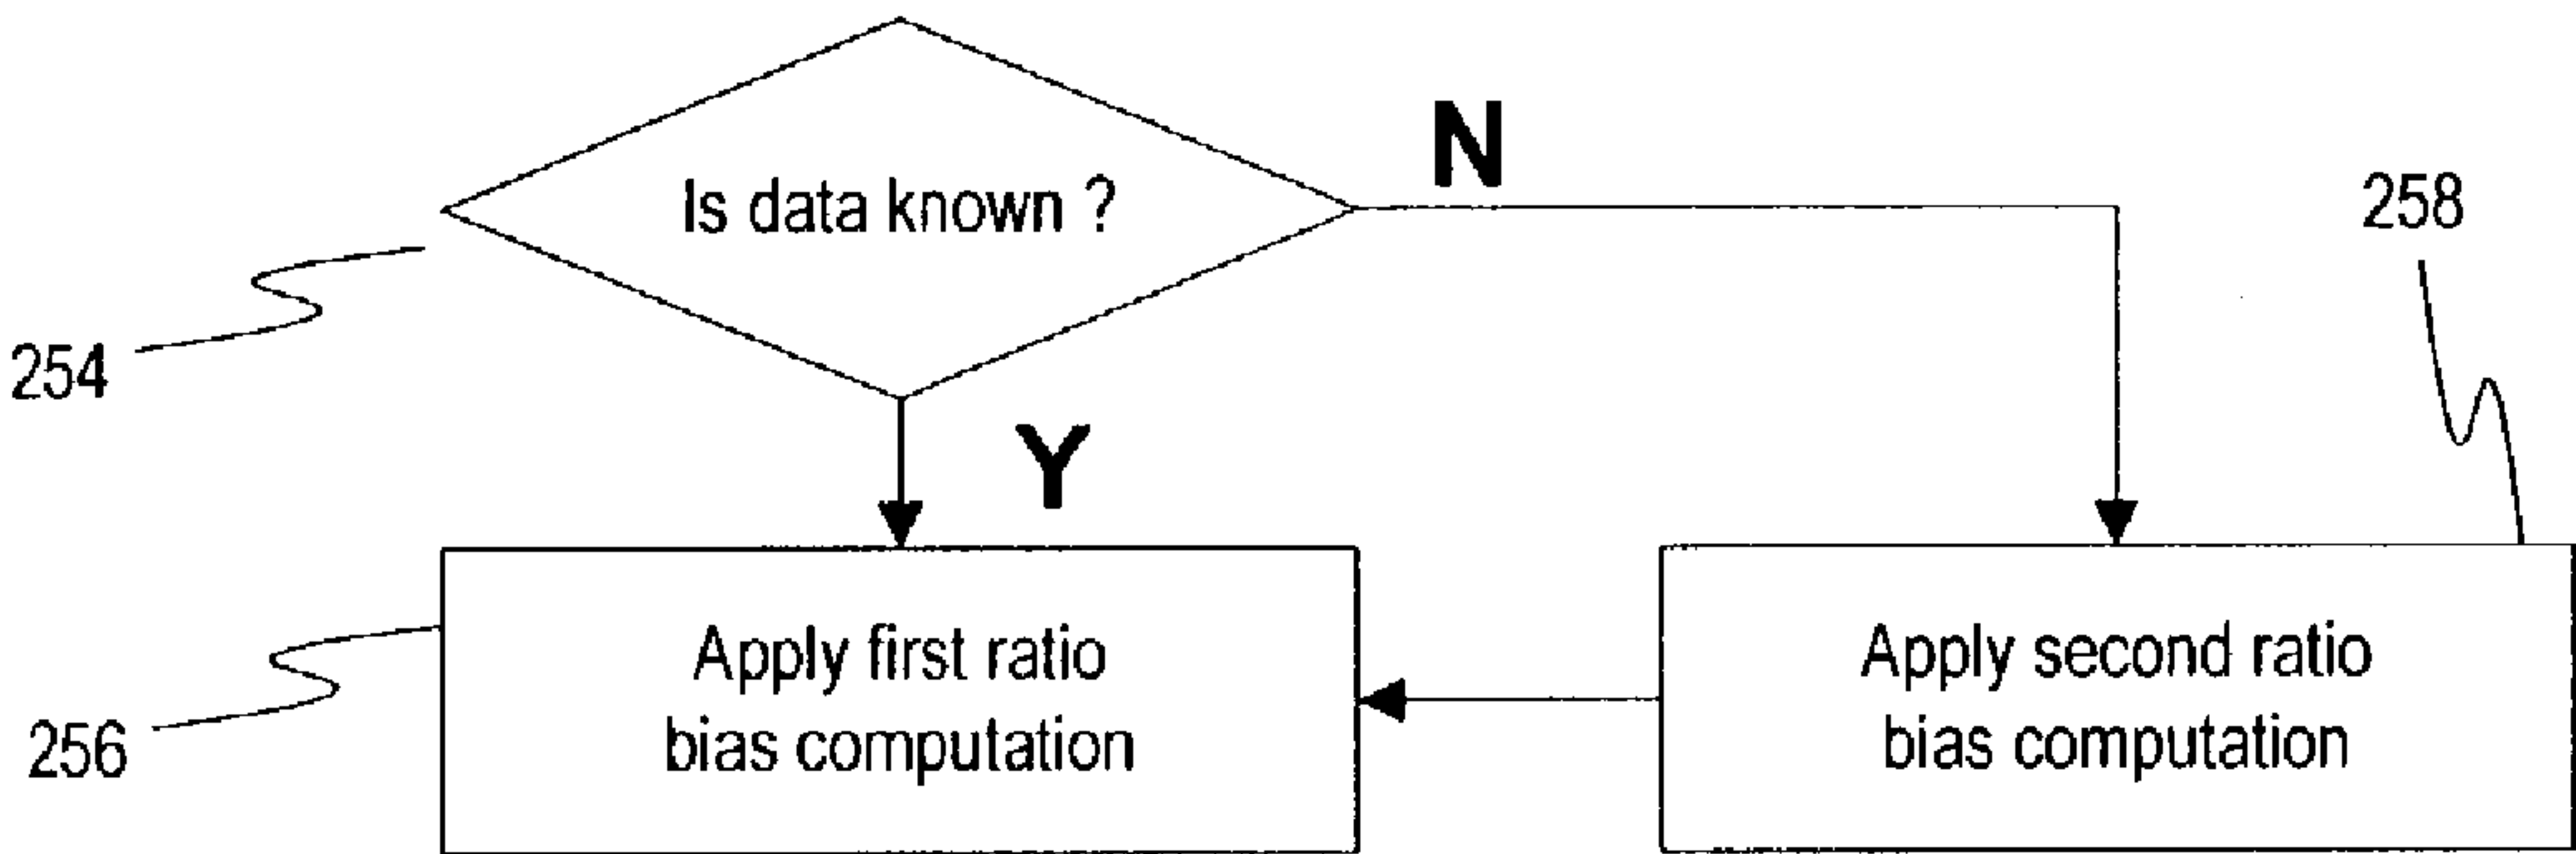 Is data known ?
N
258
254
Y
Apply first ratio
bias computation
Apply second ratio
bias computation
256